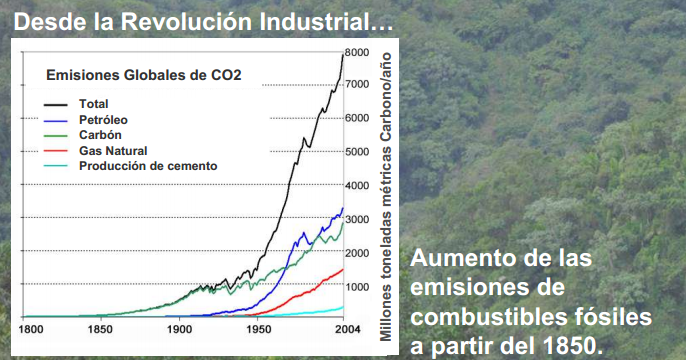 Desde la Revolución Industrial…
Emisiones Globales de CO2
Total
Petróleo
Carbón
Gas Natural
Producción de cemento
8000
7000
6000
5000
4000
3000
2000
1000
0
Millones toneladas métricas Carbono/año
1800
1850
1900
1950
2004
Aumento de las
emisiones de
combustibles fósiles
a partir del 1850.